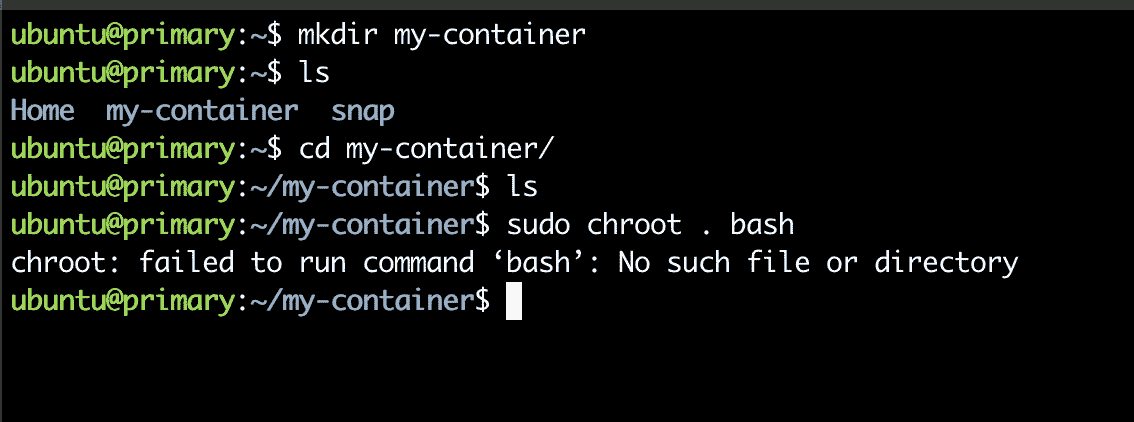 ubuntu@primary:~$ mkdir my-container
ubuntu@primary:~$ ls
Home  my-container  snap
ubuntu@primary:~$ cd my-container/
ubuntu@primary:~/my-container$ ls
ubuntu@primary:~/my-container$ sudo chroot . bash
chroot: failed to run command ‘bash’: No such file or directory
ubuntu@primary:~/my-container$